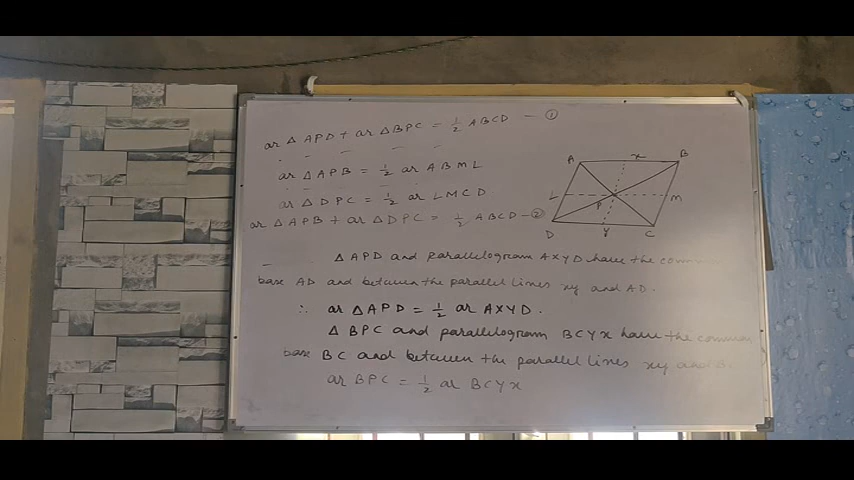 ar △ APD + ar △ BPC = 1/2 ABCD — ①
ar △ APB = 1/2 ar ABML
ar △ DPC = 1/2 ar LMCD
ar △ APB + ar △ DPC = 1/2 ABCD — ②
A x B
L P M
D Y C
△ APD and parallelogram AXYD have the
base AD and between the parallel lines xy and AD.
∴ ar △ APD = 1/2 ar AXYD.
△ BPC and parallelogram BCYX have the common
base BC and between the parallel lines xy and
ar BPC = 1/2 ar BCYX